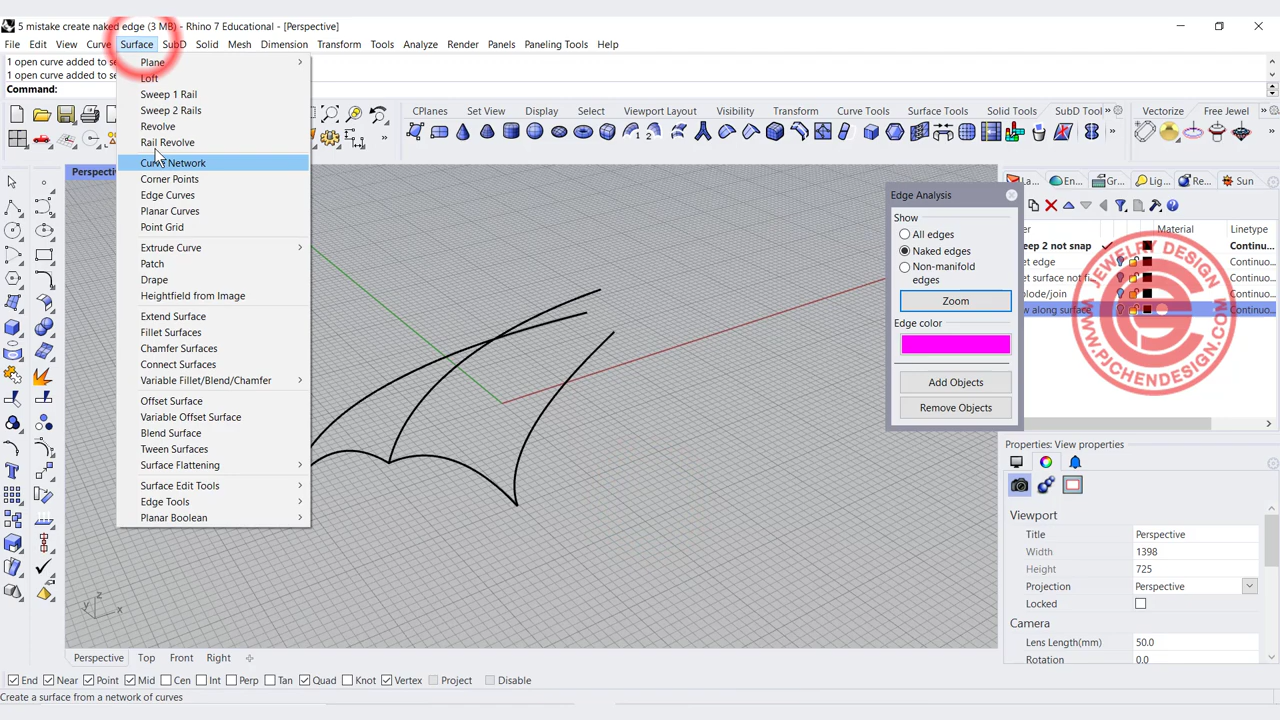 5 mistake create naked edge (3 MB) - Rhino 7 Educational - [Perspective]
File Edit View Curve Surface SubD Solid Mesh Dimension Transform Tools Analyze Render Panels Paneling Tools Help
1 open curve added to se
1 open curve added to se
Command:
CPlanes Set View Display Select Viewport Layout Visibility Transform Curve Tools Surface Tools Solid Tools SubD Tool Vectorize Free Jewel
Perspecti
Plane
Loft
Sweep 1 Rail
Sweep 2 Rails
Revolve
Rail Revolve
Network
Corner Points
Edge Curves
Planar Curves
Point Grid
Extrude Curve
Patch
Drape
Heightfield from Image
Extend Surface
Fillet Surfaces
Chamfer Surfaces
Connect Surfaces
Variable Fillet/Blend/Chamfer
Offset Surface
Variable Offset Surface
Blend Surface
Tween Surfaces
Surface Flattening
Surface Edit Tools
Edge Tools
Planar Boolean
z
y x
Edge Analysis
Show
All edges
Naked edges
Non-manifold
edges
Zoom
Edge color
Add Objects
Remove Objects
La... En... Gr... Lig... Re... Sun
er Material Linetype
eep 2 not snap Continu...
et edge Continuo...
et surface not fi Continuo...
plode/join Continuo...
w along surface Continuo...
JEWELRY DESIGN
WWW.PJCHENDESIGN.COM
Properties: View properties
Viewport
Title Perspective
Width 1398
Height 725
Projection Perspective
Locked
Camera
Lens Length(mm) 50.0
Rotation 0.0
Perspective Top Front Right
End Near Point Mid Cen Int Perp Tan Quad Knot Vertex Project Disable
Create a surface from a network of curves